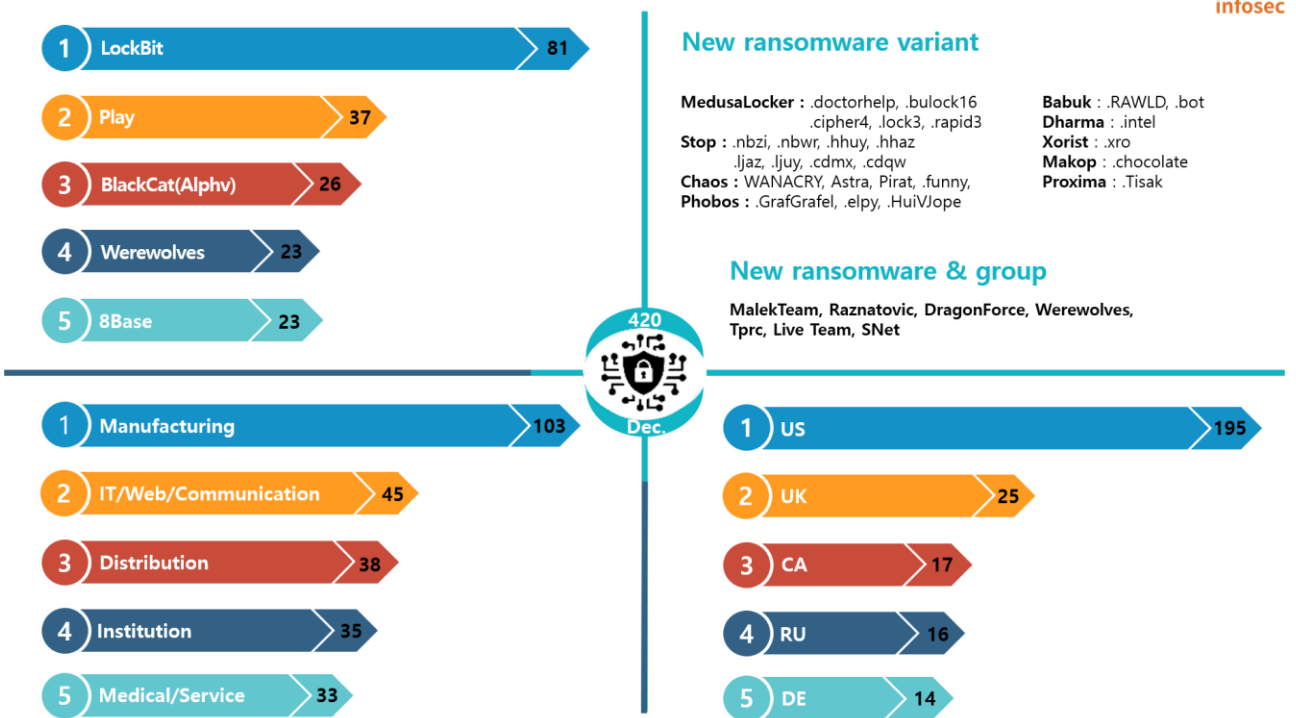 infosec
1 LockBit 81
2 Play 37
3 BlackCat(Alphv) 26
4 Werewolves 23
5 8Base 23
New ransomware variant
MedusaLocker : .doctorhelp, .bulock16
.cipher4, .lock3, .rapid3
Stop : .nbzi, .nbwr, .hhuy, .hhaz
.ljaz, .ljuy, .cdmx, .cdqw
Chaos : WANACRY, Astra, Pirat, .funny,
Phobos : .GrafGrafel, .elpy, .HuiVJope
Babuk : .RAWLD, .bot
Dharma : .intel
Xorist : .xro
Makop : .chocolate
Proxima : .Tisak
New ransomware & group
MalekTeam, Raznatovic, DragonForce, Werewolves,
Tprc, Live Team, SNet
420
Dec.
1 Manufacturing 103
2 IT/Web/Communication 45
3 Distribution 38
4 Institution 35
5 Medical/Service 33
1 US 195
2 UK 25
3 CA 17
4 RU 16
5 DE 14